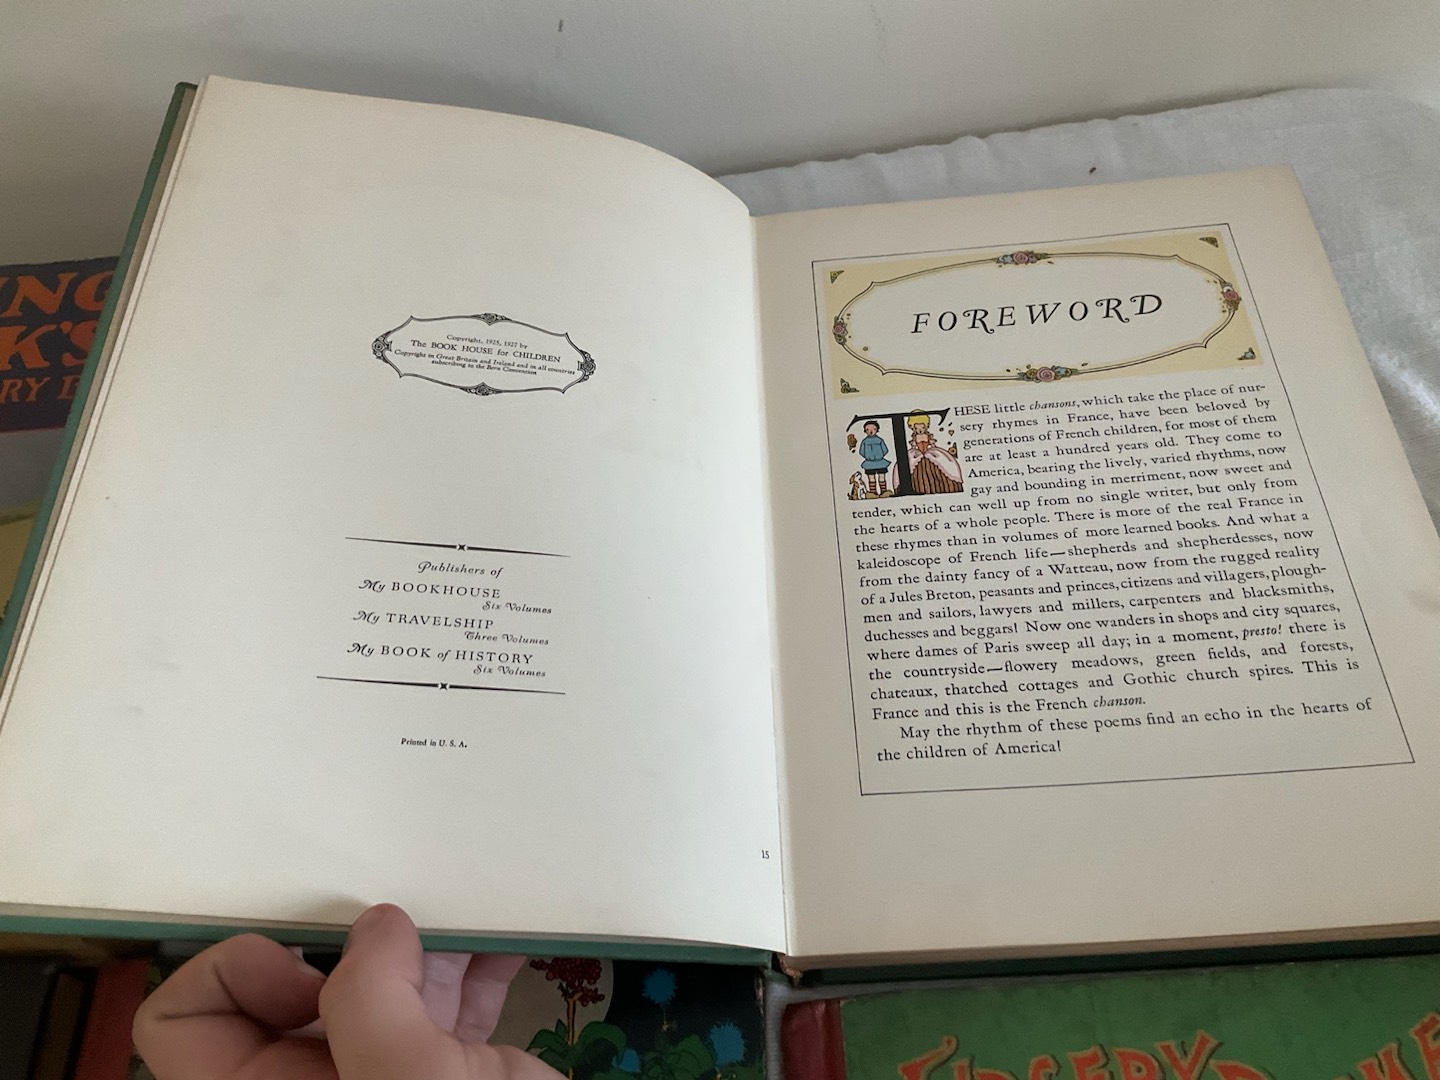 Copyright, 1925, 1927 by
The BOOK HOUSE for CHILDREN
Copyright in Great Britain and Ireland and in all countries
subscribing to the Bern Convention
Publishers of
My BOOKHOUSE
Six Volumes
My TRAVELSHIP
Three Volumes
My BOOK of HISTORY
Six Volumes
Printed in U. S. A.
15
FOREWORD
THESE little chansons, which take the place of nur-
sery rhymes in France, have been beloved by
generations of French children, for most of them
are at least a hundred years old. They come to
America, bearing the lively, varied rhythms, now
gay and bounding in merriment, now sweet and
tender, which can well up from no single writer, but only from
the hearts of a whole people. There is more of the real France in
these rhymes than in volumes of more learned books. And what a
kaleidoscope of French life—shepherds and shepherdesses, now
from the dainty fancy of a Watteau, now from the rugged reality
of a Jules Breton, peasants and princes, citizens and villagers, plough-
men and sailors, lawyers and millers, carpenters and blacksmiths,
duchesses and beggars! Now one wanders in shops and city squares,
where dames of Paris sweep all day; in a moment, presto! there is
the countryside—flowery meadows, green fields, and forests,
chateaux, thatched cottages and Gothic church spires. This is
France and this is the French chanson.
May the rhythm of these poems find an echo in the hearts of
the children of America!